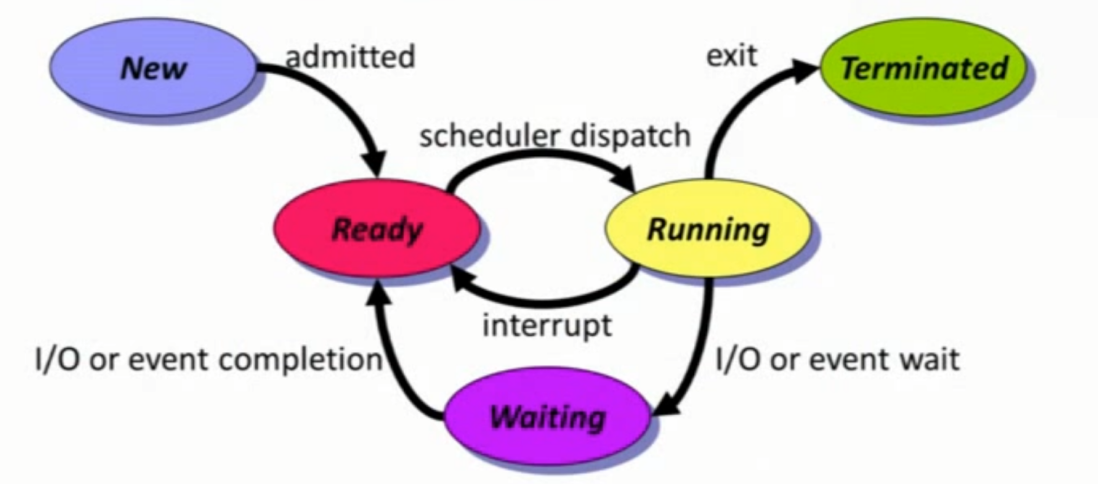 New
admitted
exit
Terminated
scheduler dispatch
Ready
Running
interrupt
I/O or event completion
I/O or event wait
Waiting